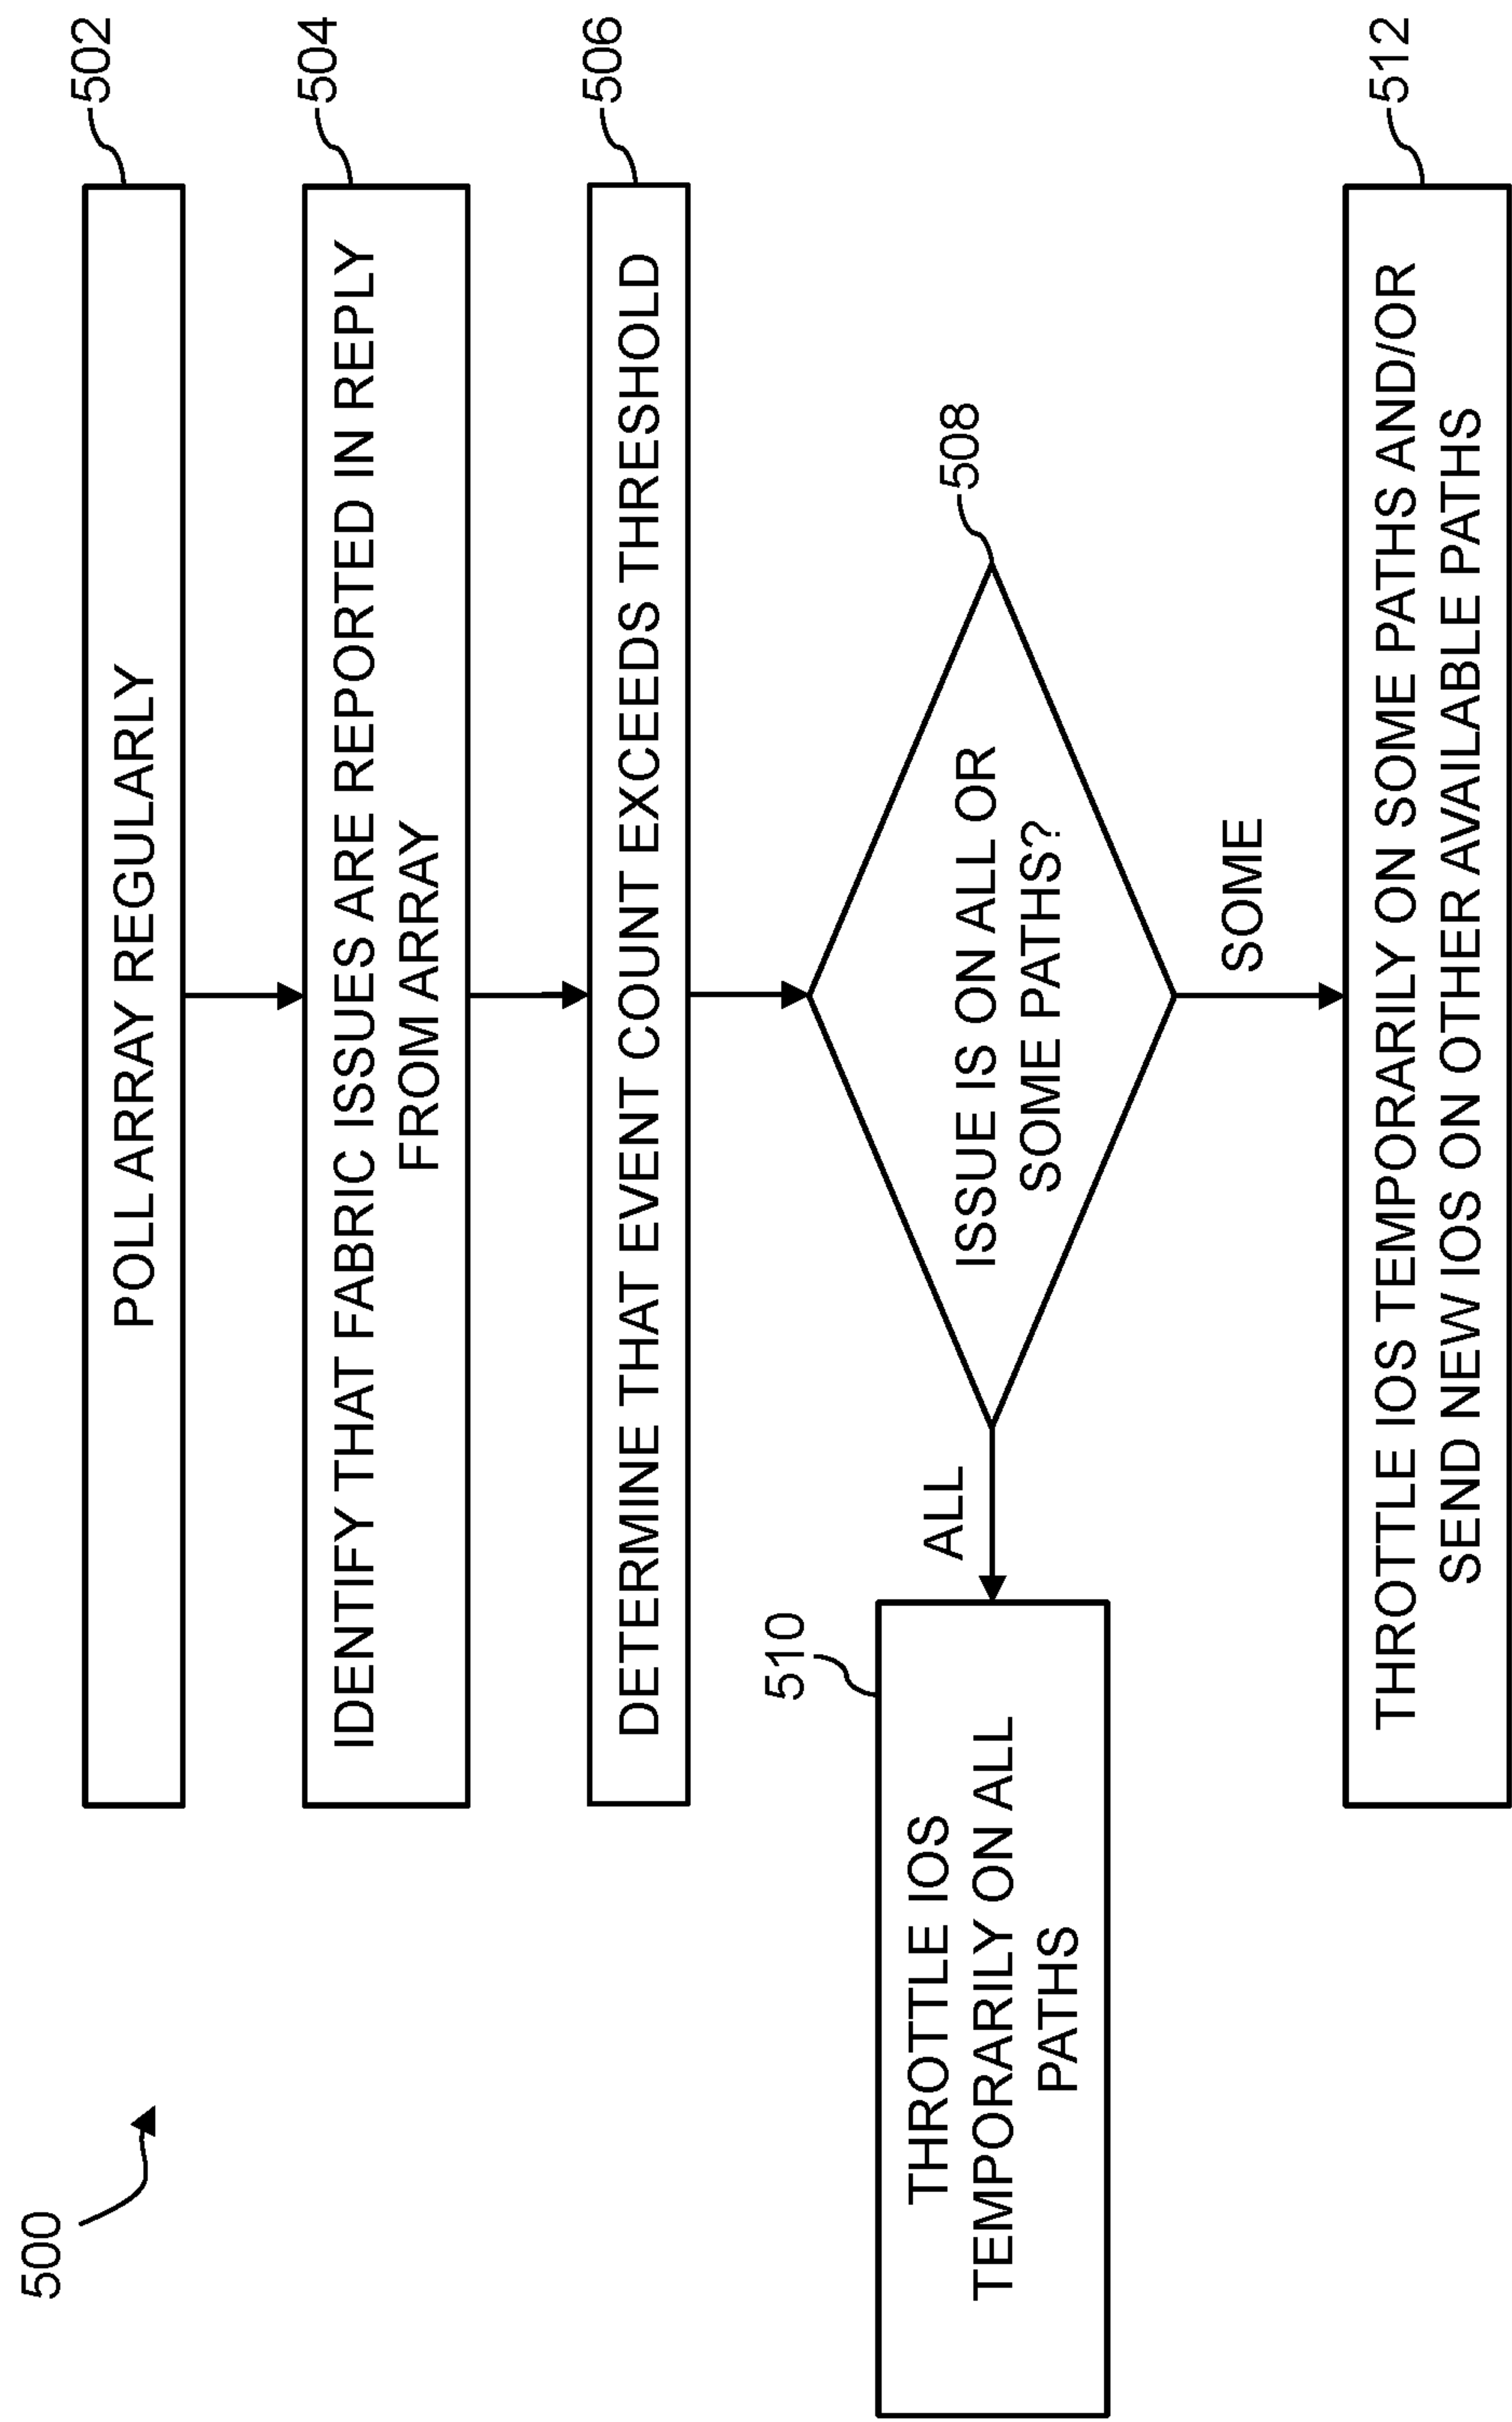 500
502
POLL ARRAY REGULARLY
504
IDENTIFY THAT FABRIC ISSUES ARE REPORTED IN REPLY
FROM ARRAY
506
DETERMINE THAT EVENT COUNT EXCEEDS THRESHOLD
508
ISSUE IS ON ALL OR
SOME PATHS?
ALL
510
THROTTLE IOS
TEMPORARILY ON ALL
PATHS
SOME
512
THROTTLE IOS TEMPORARILY ON SOME PATHS AND/OR
SEND NEW IOS ON OTHER AVAILABLE PATHS